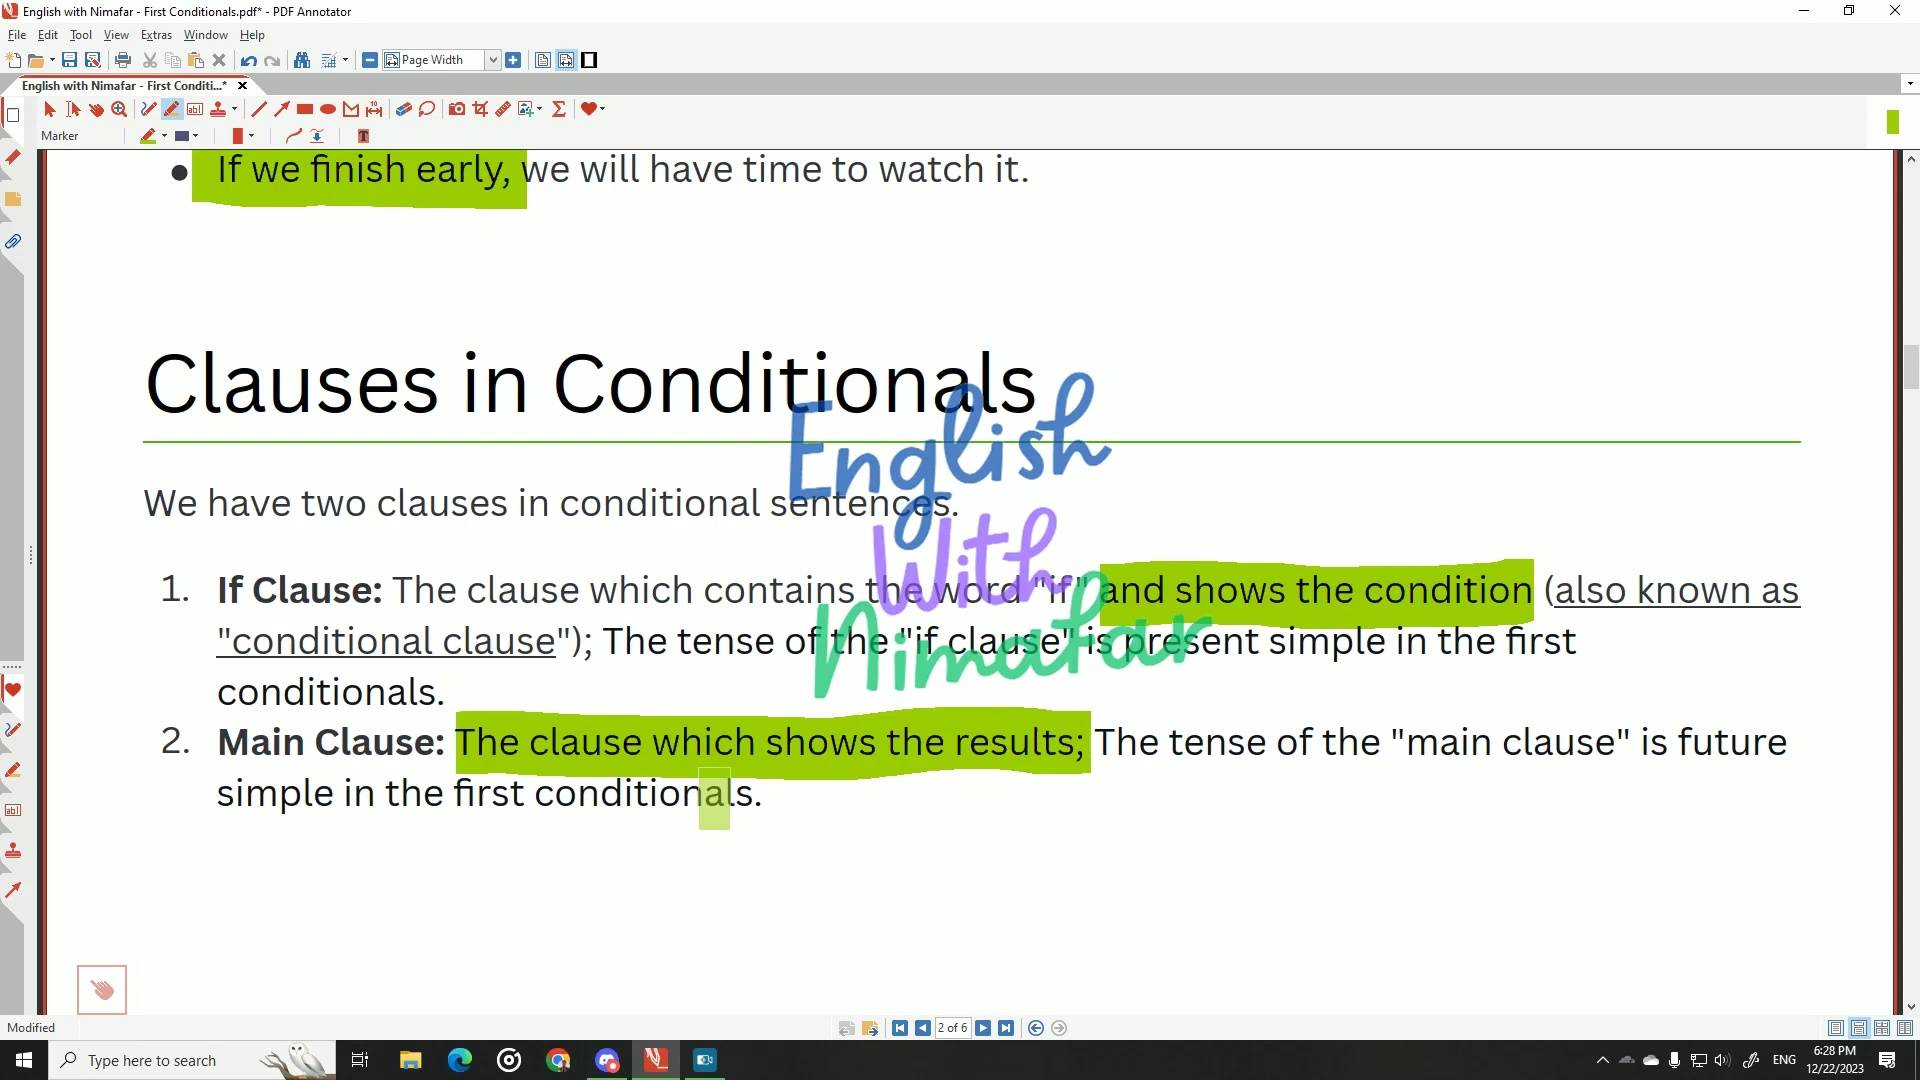 English with Nimafar - First Conditionals.pdf* - PDF Annotator
File Edit Tool View Extras Window Help
Page Width
English with Nimafar - First Conditi...*
Marker
• If we finish early, we will have time to watch it.
Clauses in Conditionals
We have two clauses in conditional sentences.
1. If Clause: The clause which contains the word "if" and shows the condition (also known as
"conditional clause"); The tense of the "if clause" is present simple in the first
conditionals.
2. Main Clause: The clause which shows the results; The tense of the "main clause" is future
simple in the first conditionals.
English
With
Nimafar
Modified
2 of 6
Type here to search
ENG
6:28 PM
12/22/2023